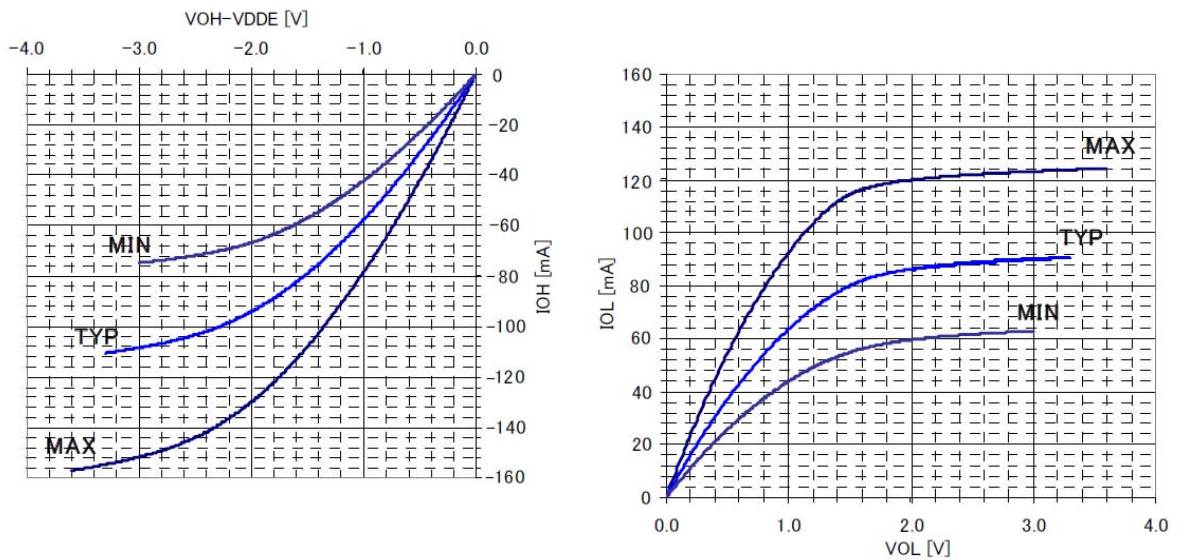 VOH-VDDE [V]
-4.0 -3.0 -2.0 -1.0 0.0
0
-20
-40
-60
-80
-100
-120
-140
-160
IOH [mA]
MIN
TYP
MAX
160
140
120
100
80
60
40
20
0
IOL [mA]
MAX
TYP
MIN
0.0 1.0 2.0 3.0 4.0
VOL [V]